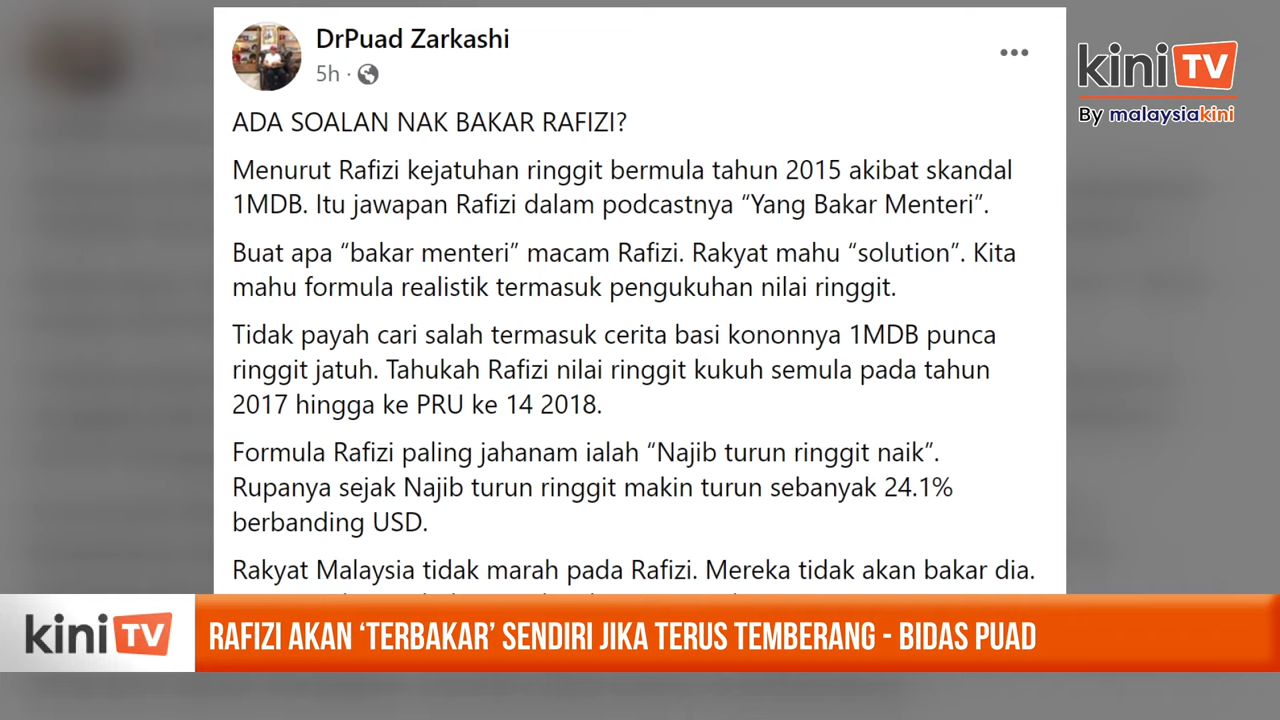 DrPuad Zarkashi
5h ·
kini TV
By malaysiakini
ADA SOALAN NAK BAKAR RAFIZI?
Menurut Rafizi kejatuhan ringgit bermula tahun 2015 akibat skandal
1MDB. Itu jawapan Rafizi dalam podcastnya “Yang Bakar Menteri”.
Buat apa “bakar menteri” macam Rafizi. Rakyat mahu “solution”. Kita
mahu formula realistik termasuk pengukuhan nilai ringgit.
Tidak payah cari salah termasuk cerita basi kononnya 1MDB punca
ringgit jatuh. Tahukah Rafizi nilai ringgit kukuh semula pada tahun
2017 hingga ke PRU ke 14 2018.
Formula Rafizi paling jahanam ialah “Najib turun ringgit naik”.
Rupanya sejak Najib turun ringgit makin turun sebanyak 24.1%
berbanding USD.
Rakyat Malaysia tidak marah pada Rafizi. Mereka tidak akan bakar dia.
kini TV
RAFIZI AKAN ‘TERBAKAR’ SENDIRI JIKA TERUS TEMBERANG - BIDAS PUAD